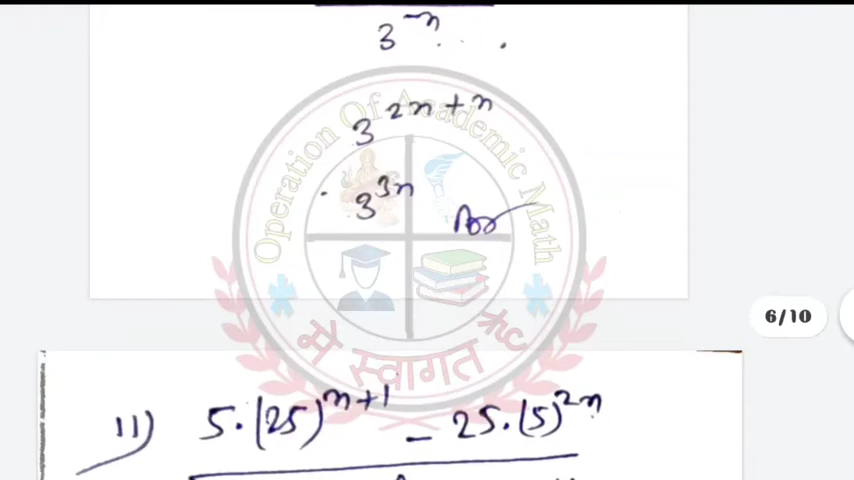 3^{-n}
3^{2n+n}
3^{3n}
Operation Of Academic Math
में स्वागत है
6/10
11) 5.(25)^{n+1} - 25.(5)^{2n}